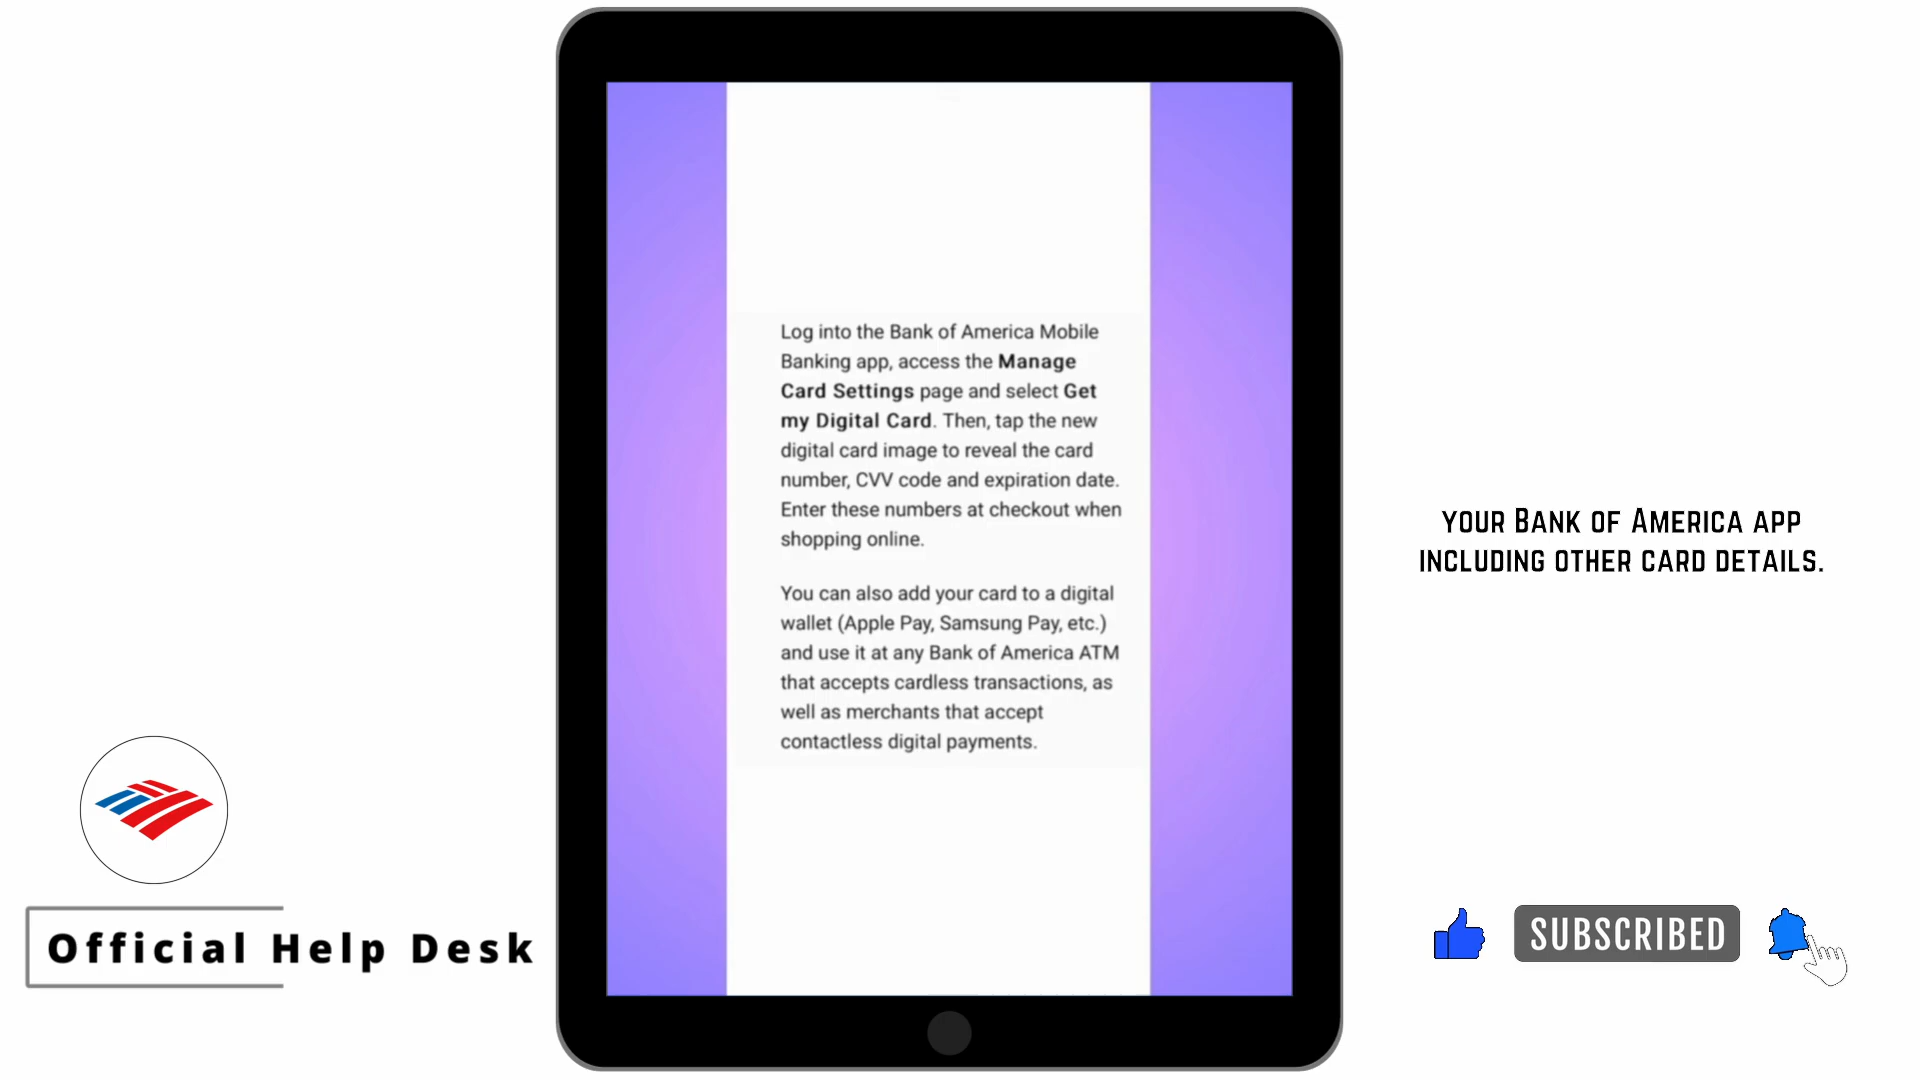 Log into the Bank of America Mobile
Banking app, access the Manage
Card Settings page and select Get
my Digital Card. Then, tap the new
digital card image to reveal the card
number, CVV code and expiration date.
Enter these numbers at checkout when
shopping online.
You can also add your card to a digital
wallet (Apple Pay, Samsung Pay, etc.)
and use it at any Bank of America ATM
that accepts cardless transactions, as
well as merchants that accept
contactless digital payments.
your Bank of America app
including other card details.
Official Help Desk
SUBSCRIBED